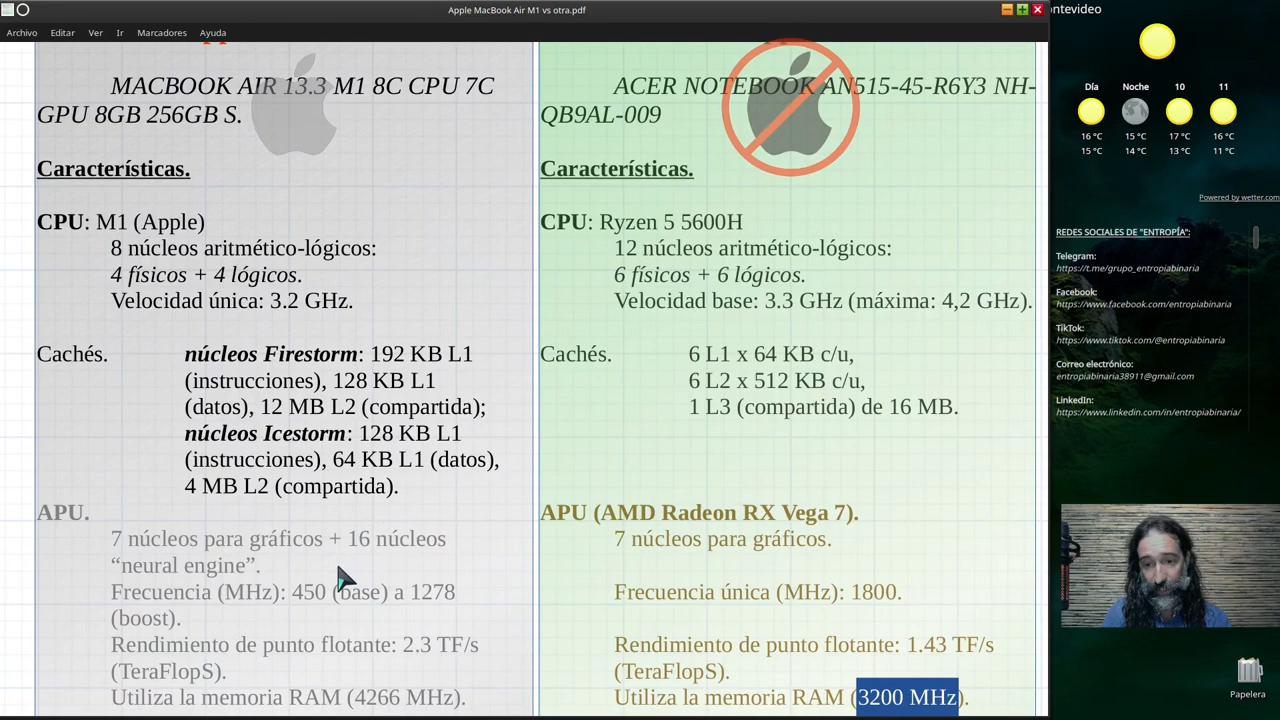 Apple MacBook Air M1 vs otra.pdf
Archivo Editar Ver Ir Marcadores Ayuda
MACBOOK AIR 13.3 M1 8C CPU 7C
GPU 8GB 256GB S.
Características.
CPU: M1 (Apple)
8 núcleos aritmético-lógicos:
4 físicos + 4 lógicos.
Velocidad única: 3.2 GHz.
Cachés. núcleos Firestorm: 192 KB L1
(instrucciones), 128 KB L1
(datos), 12 MB L2 (compartida);
núcleos Icestorm: 128 KB L1
(instrucciones), 64 KB L1 (datos),
4 MB L2 (compartida).
APU.
7 núcleos para gráficos + 16 núcleos
“neural engine”.
Frecuencia (MHz): 450 (base) a 1278
(boost).
Rendimiento de punto flotante: 2.3 TF/s
(TeraFlopS).
Utiliza la memoria RAM (4266 MHz).
ACER NOTEBOOK AN515-45-R6Y3 NH-
QB9AL-009
Características.
CPU: Ryzen 5 5600H
12 núcleos aritmético-lógicos:
6 físicos + 6 lógicos.
Velocidad base: 3.3 GHz (máxima: 4,2 GHz).
Cachés. 6 L1 x 64 KB c/u,
6 L2 x 512 KB c/u,
1 L3 (compartida) de 16 MB.
APU (AMD Radeon RX Vega 7).
7 núcleos para gráficos.
Frecuencia única (MHz): 1800.
Rendimiento de punto flotante: 1.43 TF/s
(TeraFlopS).
Utiliza la memoria RAM (3200 MHz).
ontevideo
Día Noche 10 11
16 °C 15 °C 17 °C 16 °C
15 °C 14 °C 13 °C 11 °C
Powered by wetter.com
REDES SOCIALES DE "ENTROPÍA":
Telegram:
https://t.me/grupo_entropiabinaria
Facebook:
https://www.facebook.com/entropiabinaria
TikTok:
https://www.tiktok.com/@entropiabinaria
Correo electrónico:
entropiabinaria38911@gmail.com
LinkedIn:
https://www.linkedin.com/in/entropiabinaria/
Papelera